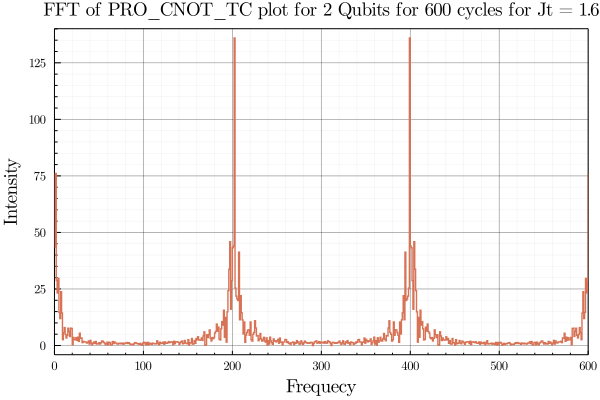 FFT of PRO_CNOT_TC plot for 2 Qubits for 600 cycles for Jt = 1.6
125
100
75
50
25
0
Intensity
0 100 200 300 400 500 600
Frequecy